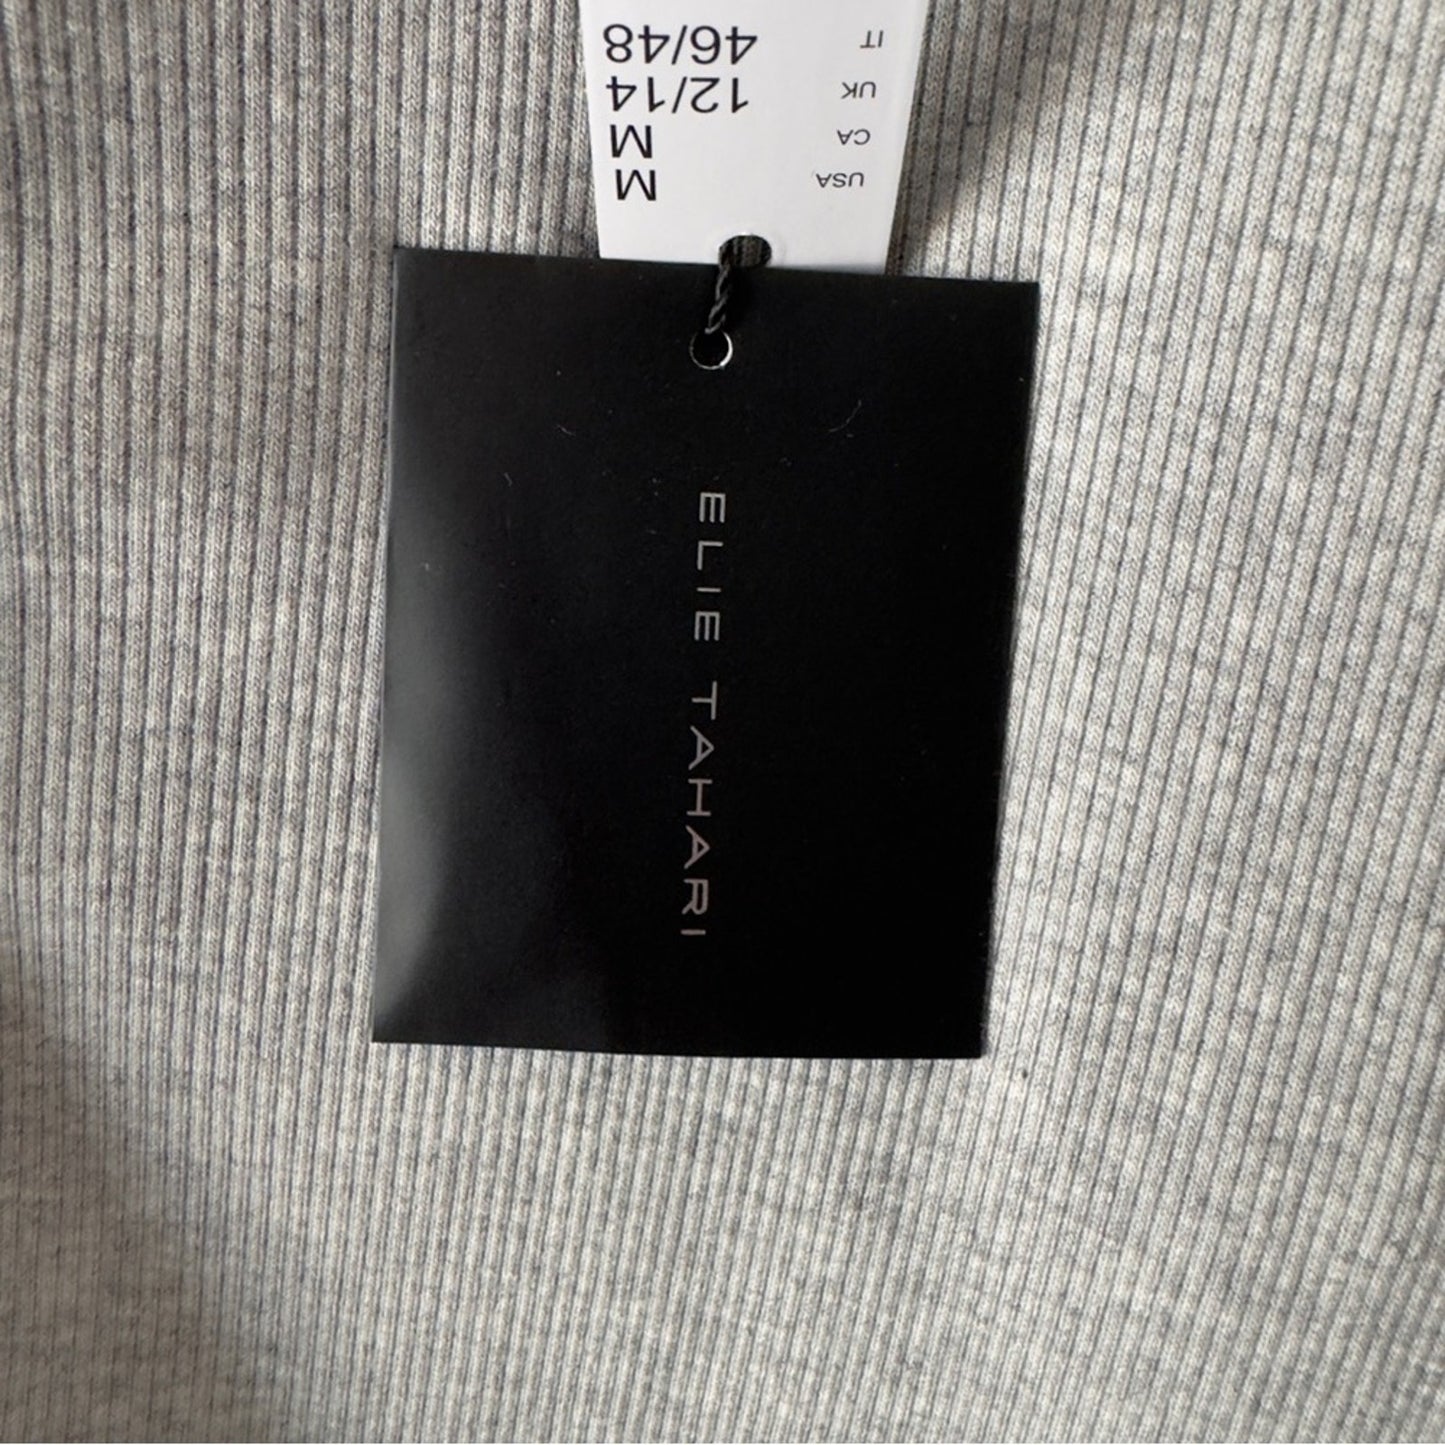 USA M
CA M
UK 12/14
IT 46/48
ELIE TAHARI